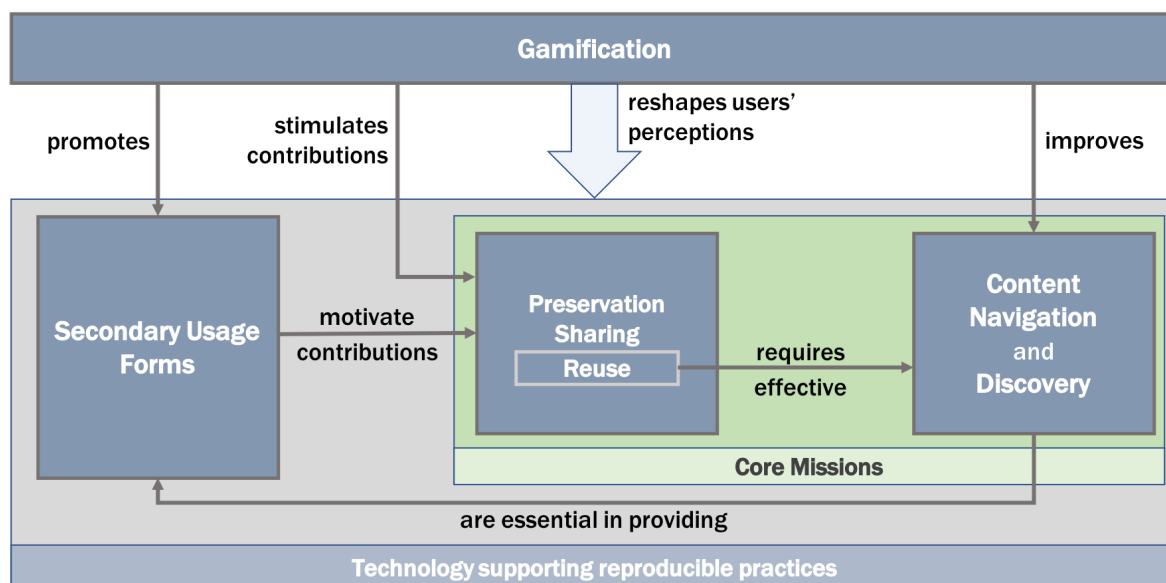 Gamification
promotes
stimulates
contributions
reshapes users’
perceptions
improves
Secondary Usage
Forms
motivate
contributions
Preservation
Sharing
Reuse
requires
effective
Content
Navigation
and
Discovery
Core Missions
are essential in providing
Technology supporting reproducible practices